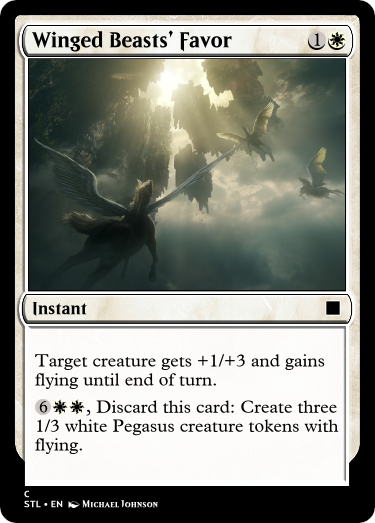 Winged Beasts' Favor 1
Instant
Target creature gets +1/+3 and gains
flying until end of turn.
6, Discard this card: Create three
1/3 white Pegasus creature tokens with
flying.
C
STL • EN Michael Johnson